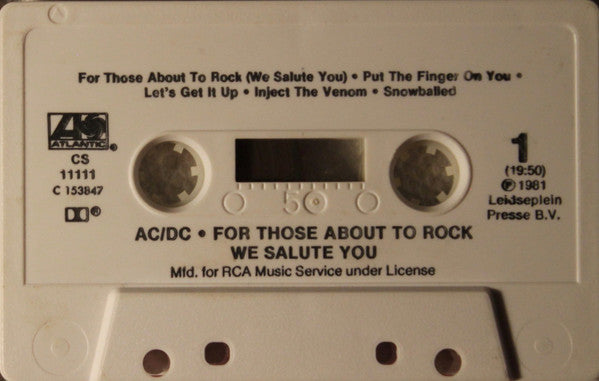 For Those About To Rock (We Salute You) • Put The Finger On You •
Let's Get It Up • Inject The Venom • Snowballed
ATLANTIC
CS
11111
C 153847
1
(19:50)
℗ 1981
Leidseplein
Presse B.V.
50
AC/DC • FOR THOSE ABOUT TO ROCK
WE SALUTE YOU
Mfd. for RCA Music Service under License